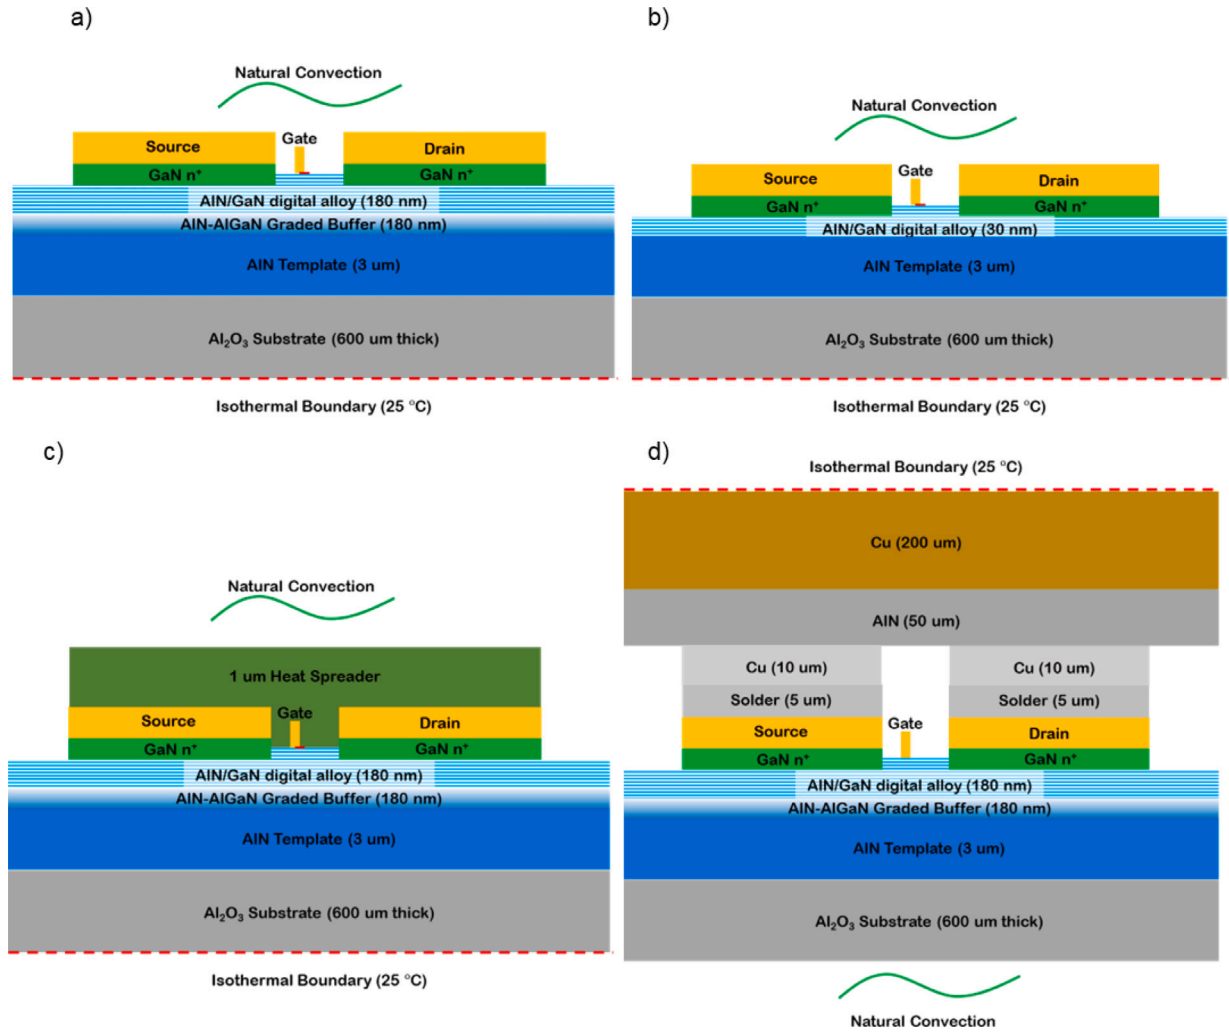 a)
Natural Convection
Gate
Source
Drain
GaN n⁺
GaN n⁺
AlN/GaN digital alloy (180 nm)
AlN-AlGaN Graded Buffer (180 nm)
AlN Template (3 um)
Al₂O₃ Substrate (600 um thick)
Isothermal Boundary (25 °C)
b)
Natural Convection
Gate
Source
Drain
GaN n⁺
GaN n⁺
AlN/GaN digital alloy (30 nm)
AlN Template (3 um)
Al₂O₃ Substrate (600 um thick)
Isothermal Boundary (25 °C)
c)
Natural Convection
1 um Heat Spreader
Gate
Source
Drain
GaN n⁺
GaN n⁺
AlN/GaN digital alloy (180 nm)
AlN-AlGaN Graded Buffer (180 nm)
AlN Template (3 um)
Al₂O₃ Substrate (600 um thick)
Isothermal Boundary (25 °C)
d)
Isothermal Boundary (25 °C)
Cu (200 um)
AlN (50 um)
Cu (10 um)
Cu (10 um)
Solder (5 um)
Solder (5 um)
Gate
Source
Drain
GaN n⁺
GaN n⁺
AlN/GaN digital alloy (180 nm)
AlN-AlGaN Graded Buffer (180 nm)
AlN Template (3 um)
Al₂O₃ Substrate (600 um thick)
Natural Convection